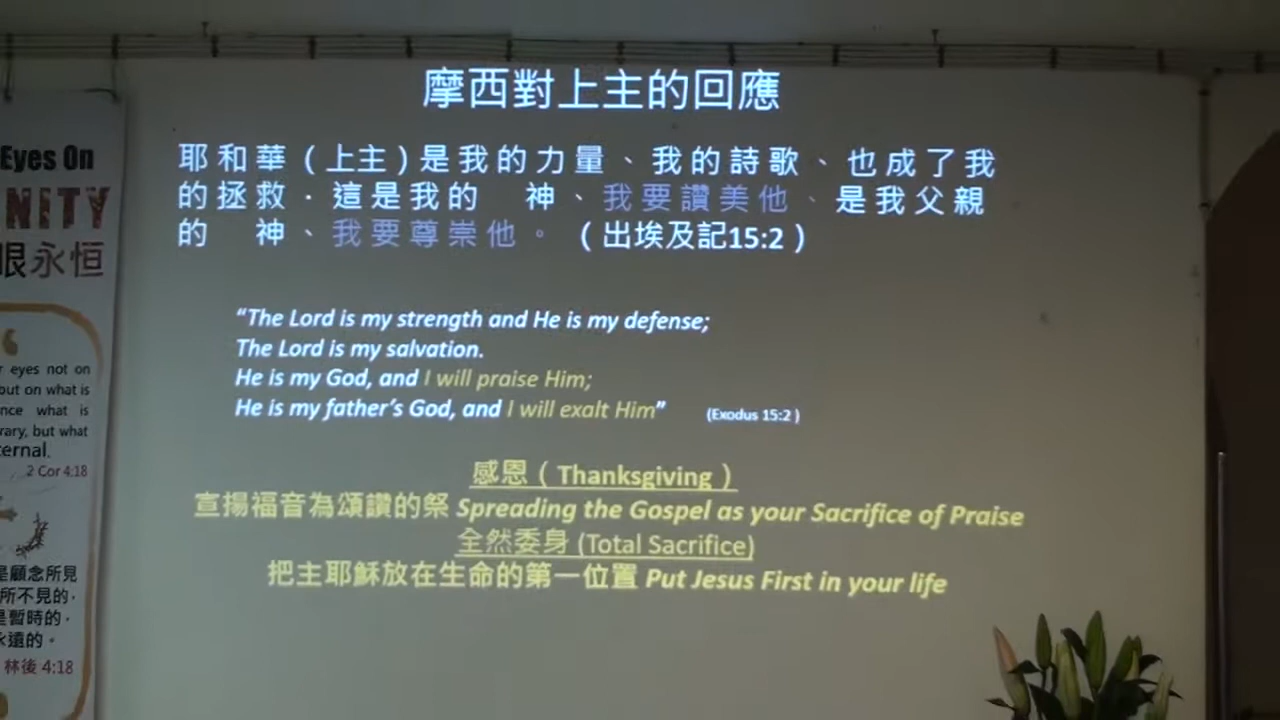 摩西對上主的回應
耶和華（上主）是我的力量、我的詩歌、也成了我
的拯救．這是我的　神、我要讚美他、是我父親
的　神、我要尊崇他。（出埃及記15:2）
“The Lord is my strength and He is my defense;
The Lord is my salvation.
He is my God, and I will praise Him;
He is my father’s God, and I will exalt Him” (Exodus 15:2 )
感恩（Thanksgiving）
宣揚福音為頌讚的祭 Spreading the Gospel as your Sacrifice of Praise
全然委身 (Total Sacrifice)
把主耶穌放在生命的第一位置 Put Jesus First in your life
Eyes On
NITY
眼永恒
eyes not on
but on what is
nce what is
rary, but what
ternal.
2 Cor 4:18
是顧念所見
所不見的，
是暫時的，
永遠的。
林後 4:18